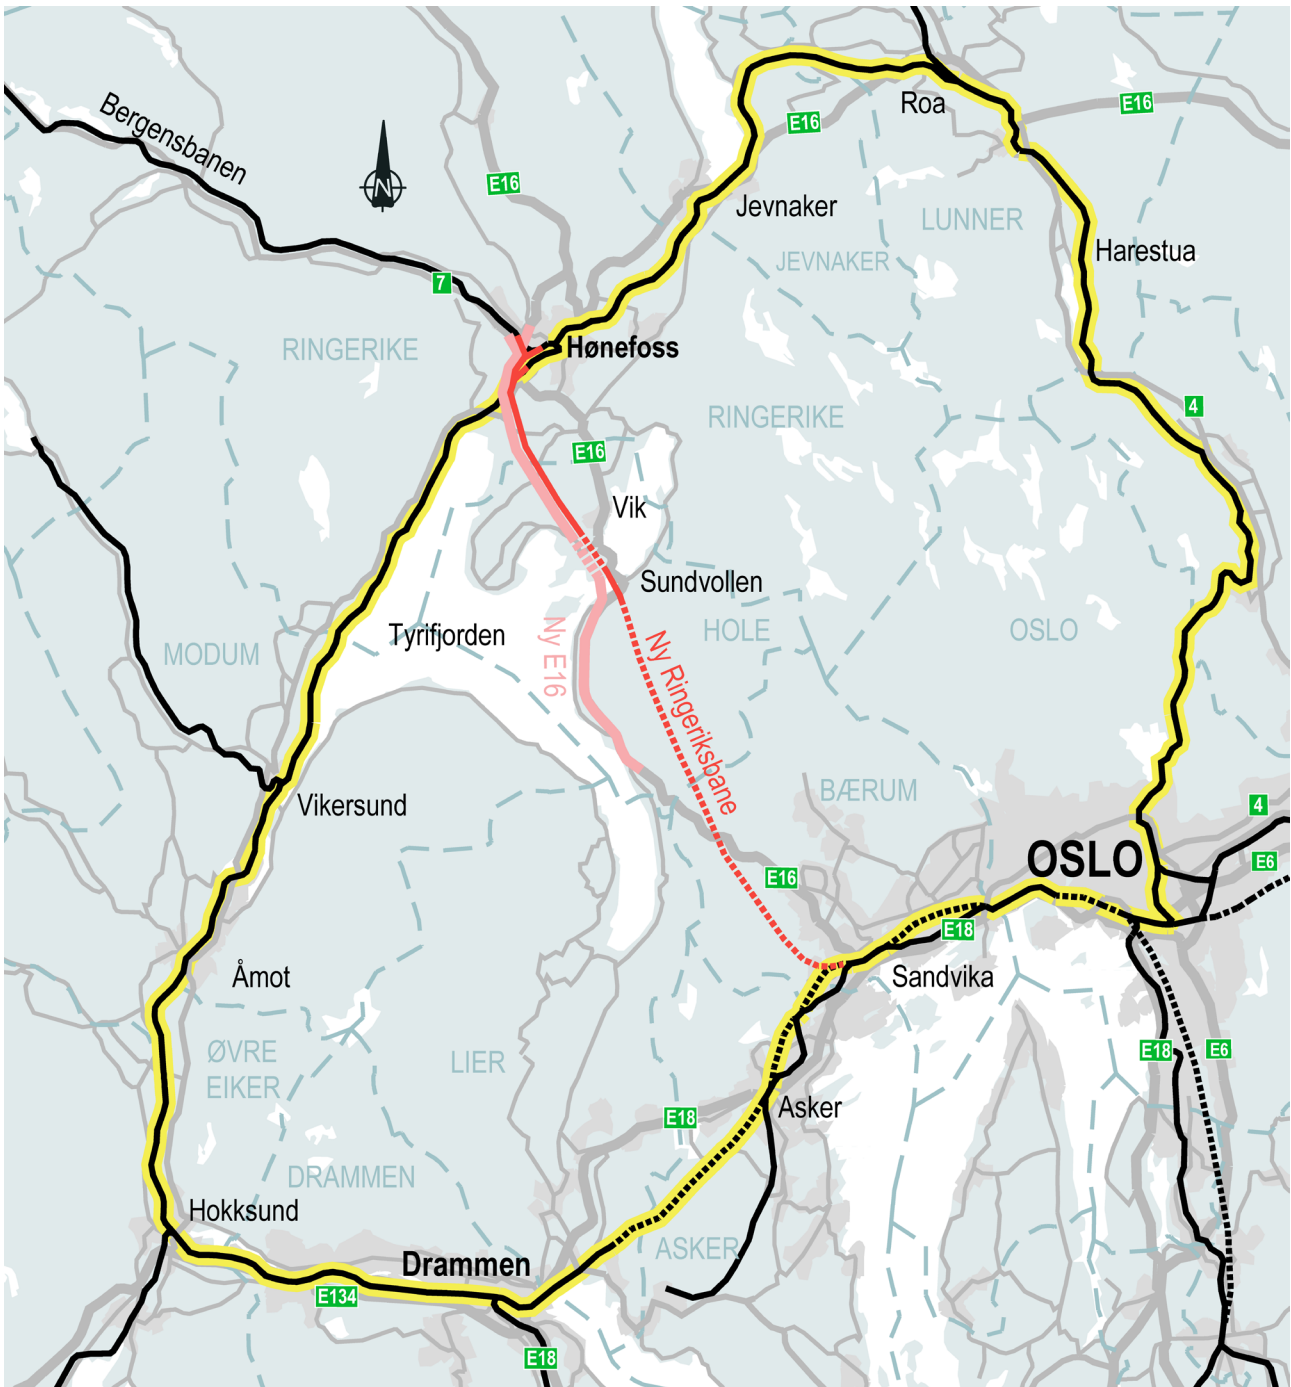 Roa
E16
E16
Bergensbanen
N
E16
Jevnaker
LUNNER
Harestua
JEVNAKER
7
RINGERIKE
Hønefoss
4
RINGERIKE
E16
Vik
Sundvollen
Tyrifjorden
HOLE
OSLO
MODUM
Ny E16
Ny Ringeriksbane
Vikersund
BÆRUM
4
OSLO
E6
E16
E18
Åmot
Sandvika
ØVRE
EIKER
LIER
E18
E6
Asker
E18
DRAMMEN
Hokksund
ASKER
Drammen
E134
E18